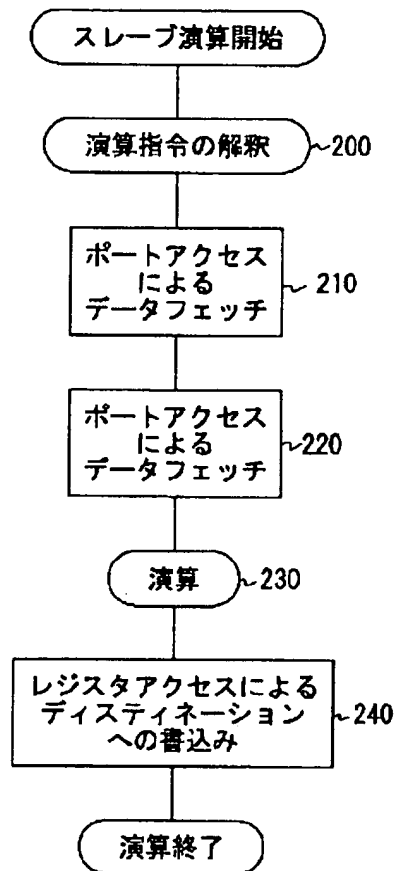 スレーブ演算開始
演算指令の解釈
200
ポートアクセス
による
データフェッチ
210
ポートアクセス
による
データフェッチ
220
演算
230
レジスタアクセスによる
ディスティネーション
への書込み
240
演算終了